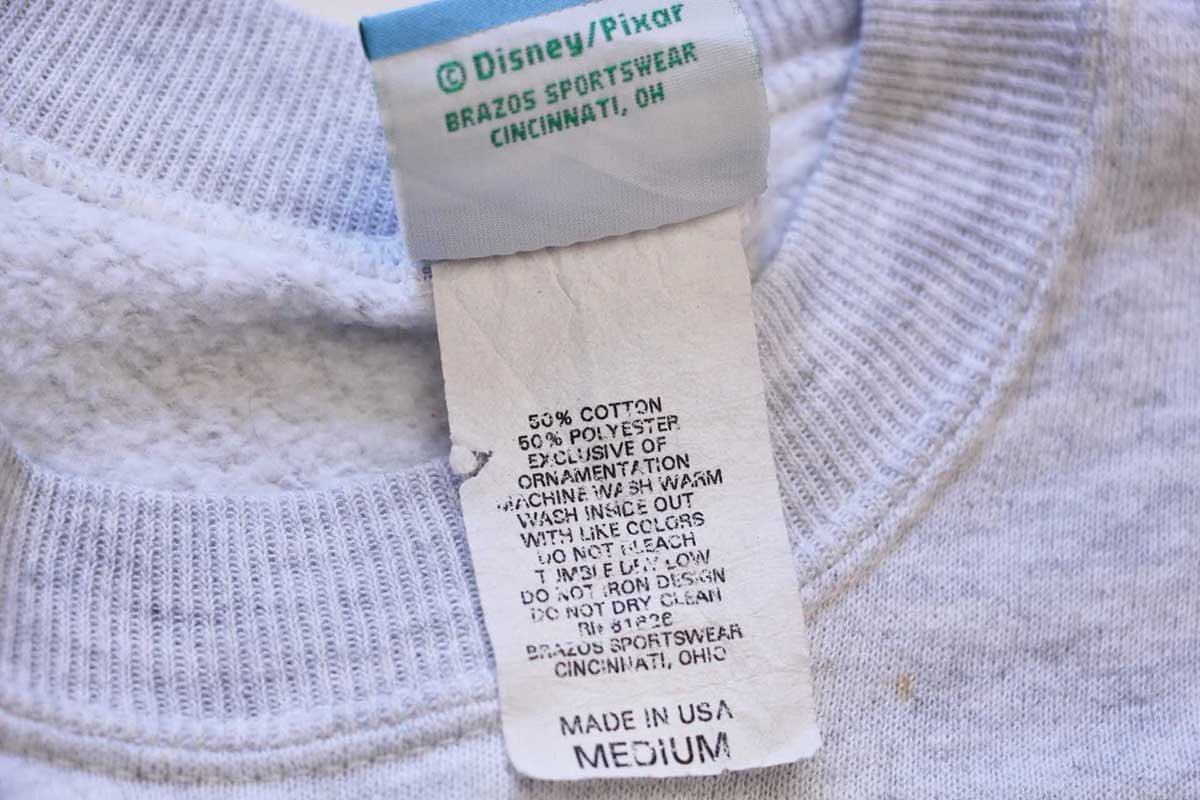 © Disney/Pixar
BRAZOS SPORTSWEAR
CINCINNATI, OH
50% COTTON
50% POLYESTER
EXCLUSIVE OF
ORNAMENTATION
MACHINE WASH WARM
WASH INSIDE OUT
WITH LIKE COLORS
DO NOT BLEACH
TUMBLE DRY LOW
DO NOT IRON DESIGN
DO NOT DRY CLEAN
RN
BRAZOS SPORTSWEAR
CINCINNATI, OHIO
MADE IN USA
MEDIUM